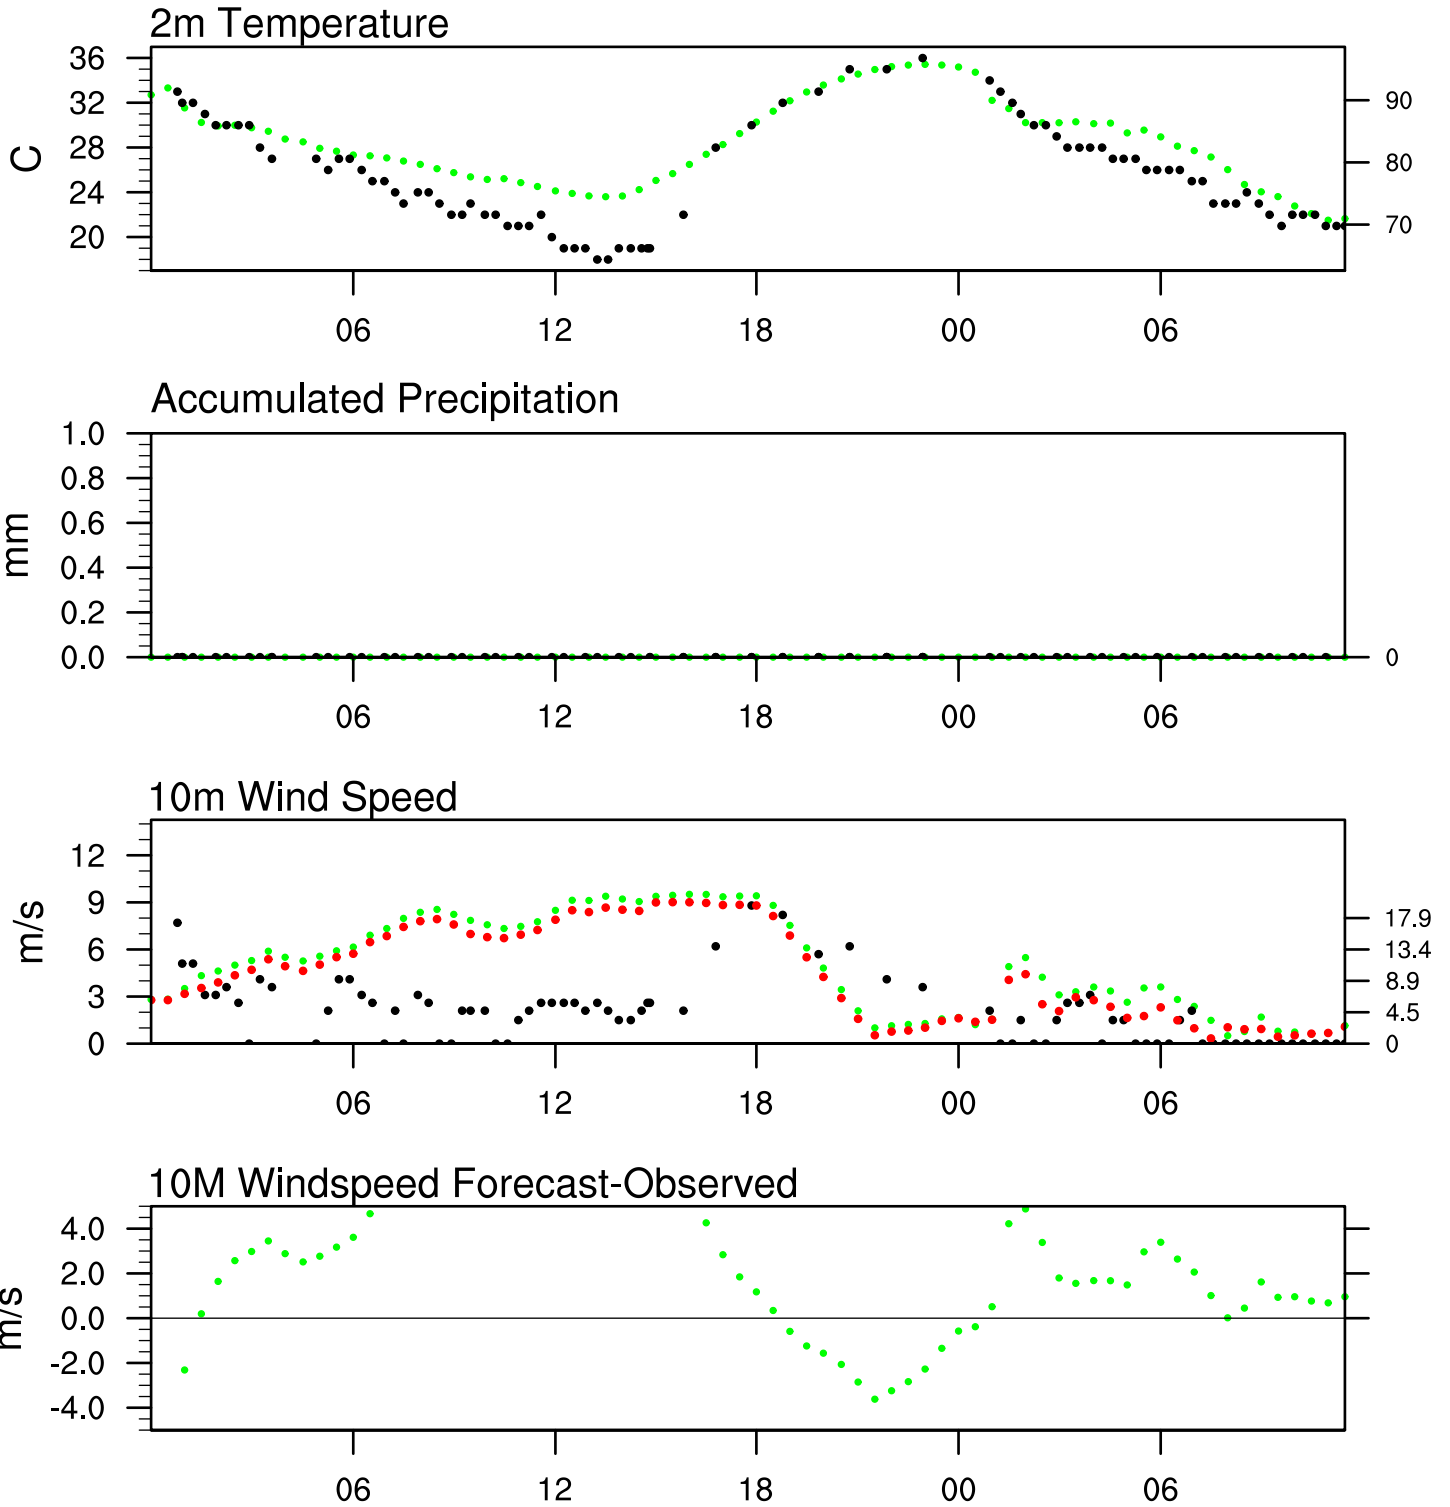 2m Temperature
36
32
28
24
20
C
90
80
70
06 12 18 00 06
Accumulated Precipitation
1.0
0.8
0.6
0.4
0.2
0.0
mm
0
06 12 18 00 06
10m Wind Speed
12
9
6
3
0
m/s
17.9
13.4
8.9
4.5
0
06 12 18 00 06
10M Windspeed Forecast-Observed
4.0
2.0
0.0
-2.0
-4.0
m/s
06 12 18 00 06